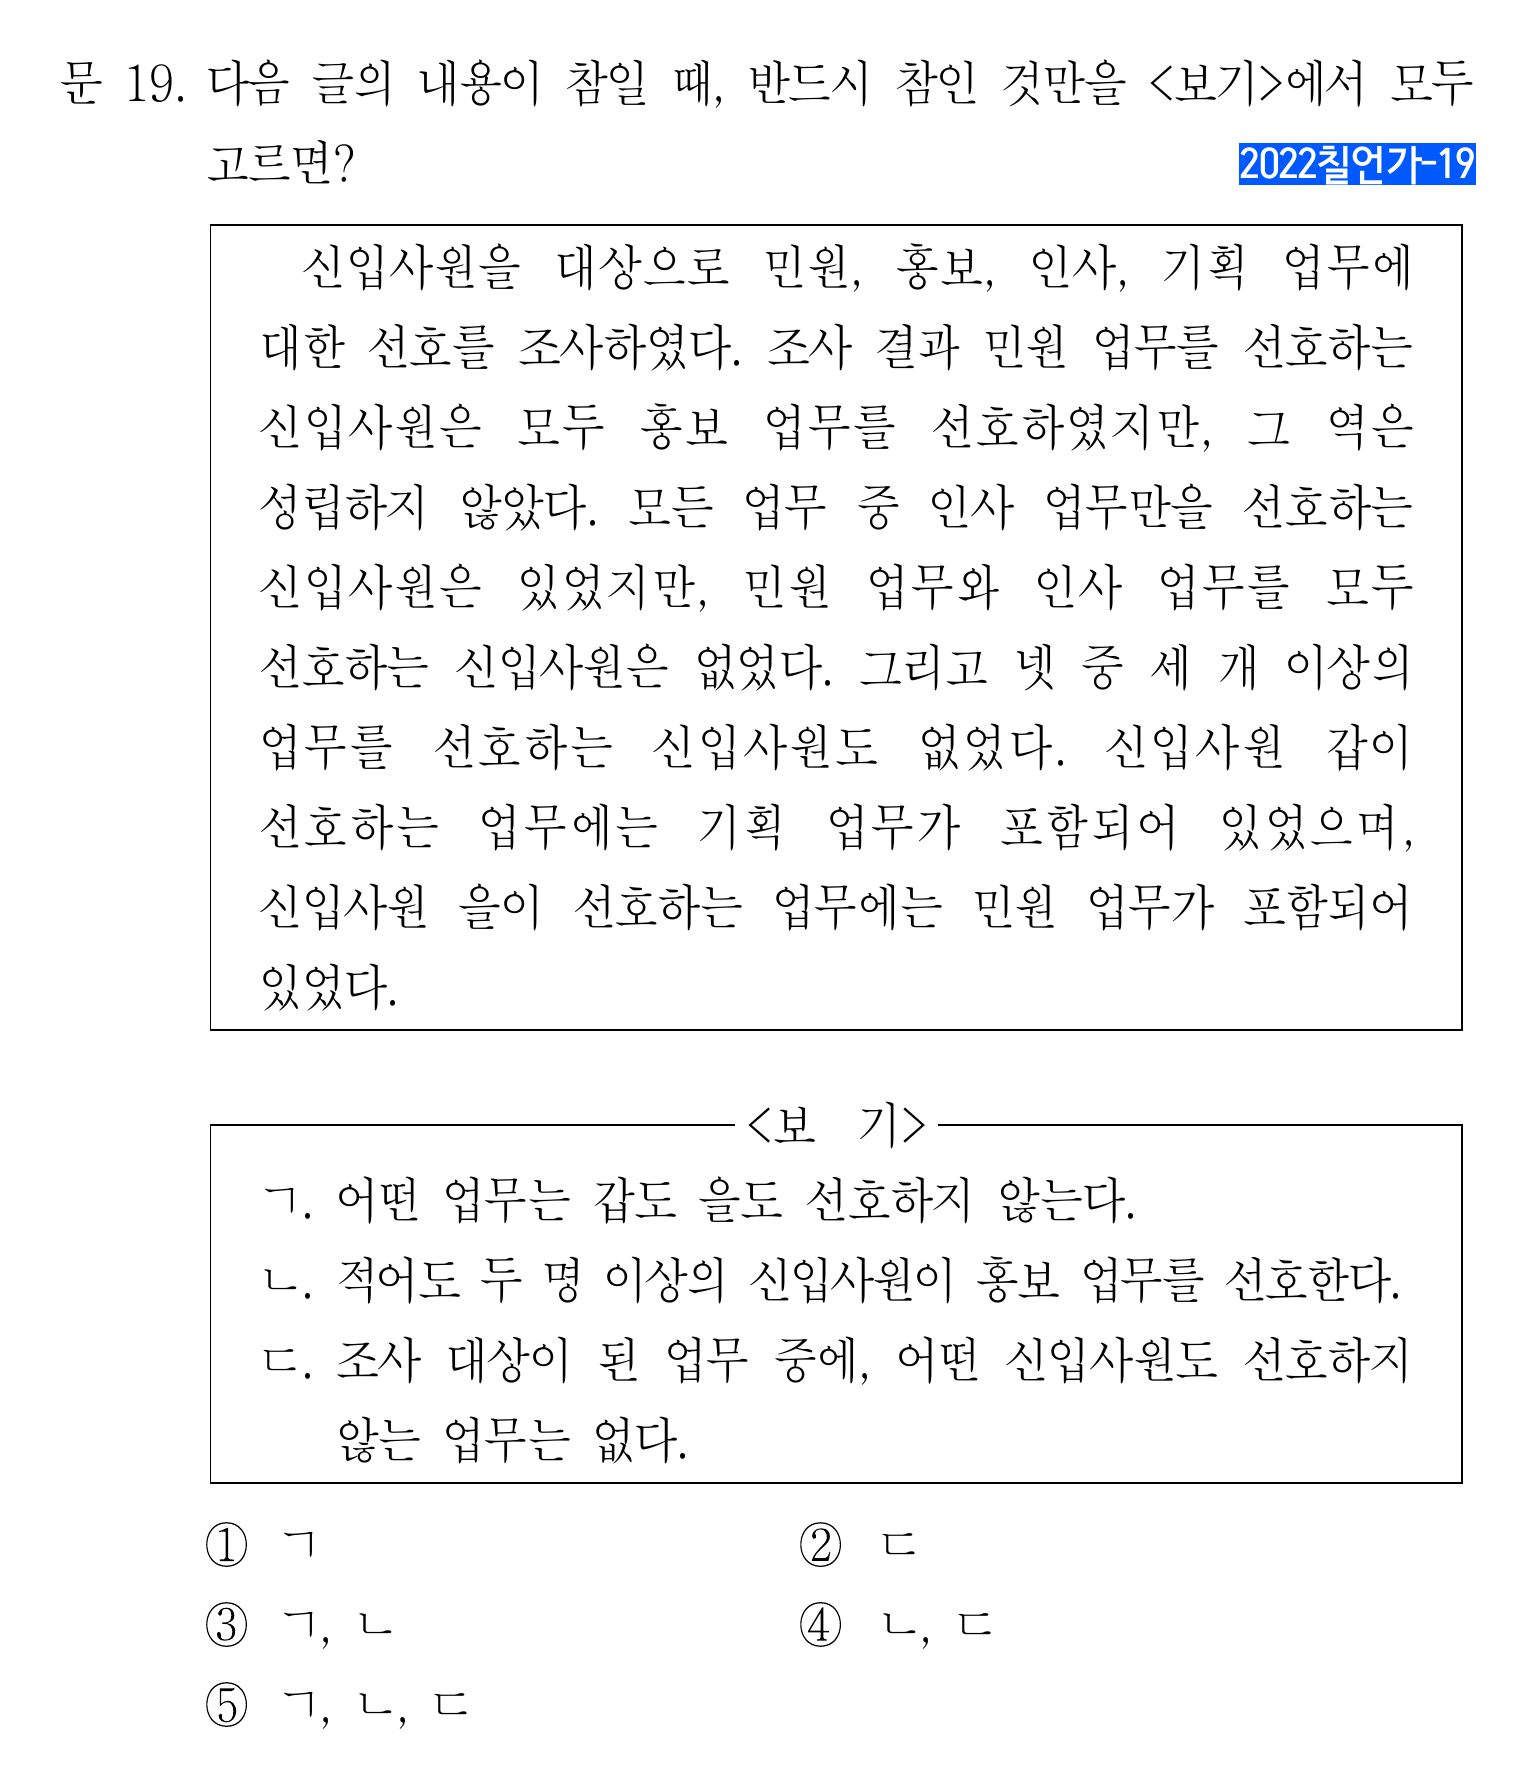 문 19. 다음 글의 내용이 참일 때, 반드시 참인 것만을 <보기>에서 모두
고르면?
2022칠언가-19
신입사원을 대상으로 민원, 홍보, 인사, 기획 업무에
대한 선호를 조사하였다. 조사 결과 민원 업무를 선호하는
신입사원은 모두 홍보 업무를 선호하였지만, 그 역은
성립하지 않았다. 모든 업무 중 인사 업무만을 선호하는
신입사원은 있었지만, 민원 업무와 인사 업무를 모두
선호하는 신입사원은 없었다. 그리고 넷 중 세 개 이상의
업무를 선호하는 신입사원도 없었다. 신입사원 갑이
선호하는 업무에는 기획 업무가 포함되어 있었으며,
신입사원 을이 선호하는 업무에는 민원 업무가 포함되어
있었다.
<보 기>
ㄱ. 어떤 업무는 갑도 을도 선호하지 않는다.
ㄴ. 적어도 두 명 이상의 신입사원이 홍보 업무를 선호한다.
ㄷ. 조사 대상이 된 업무 중에, 어떤 신입사원도 선호하지
않는 업무는 없다.
① ㄱ
② ㄷ
③ ㄱ, ㄴ
④ ㄴ, ㄷ
⑤ ㄱ, ㄴ, ㄷ